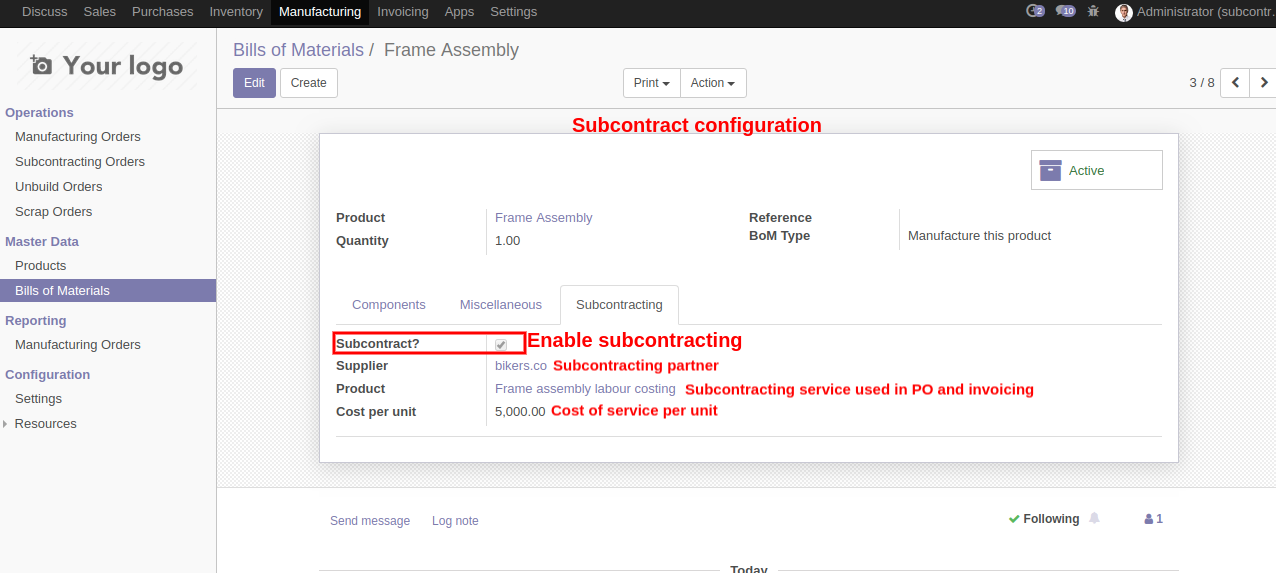 Discuss Sales Purchases Inventory Manufacturing Invoicing Apps Settings 2 10 Administrator (subcontr...
Your logo
Operations
Manufacturing Orders
Subcontracting Orders
Unbuild Orders
Scrap Orders
Master Data
Products
Bills of Materials
Reporting
Manufacturing Orders
Configuration
Settings
Resources
Bills of Materials / Frame Assembly
Edit Create Print Action 3 / 8
Subcontract configuration
Active
Product Frame Assembly
Quantity 1.00
Reference
BoM Type Manufacture this product
Components Miscellaneous Subcontracting
Subcontract? Enable subcontracting
Supplier bikers.co Subcontracting partner
Product Frame assembly labour costing Subcontracting service used in PO and invoicing
Cost per unit 5,000.00 Cost of service per unit
Send message Log note Following 1
Today